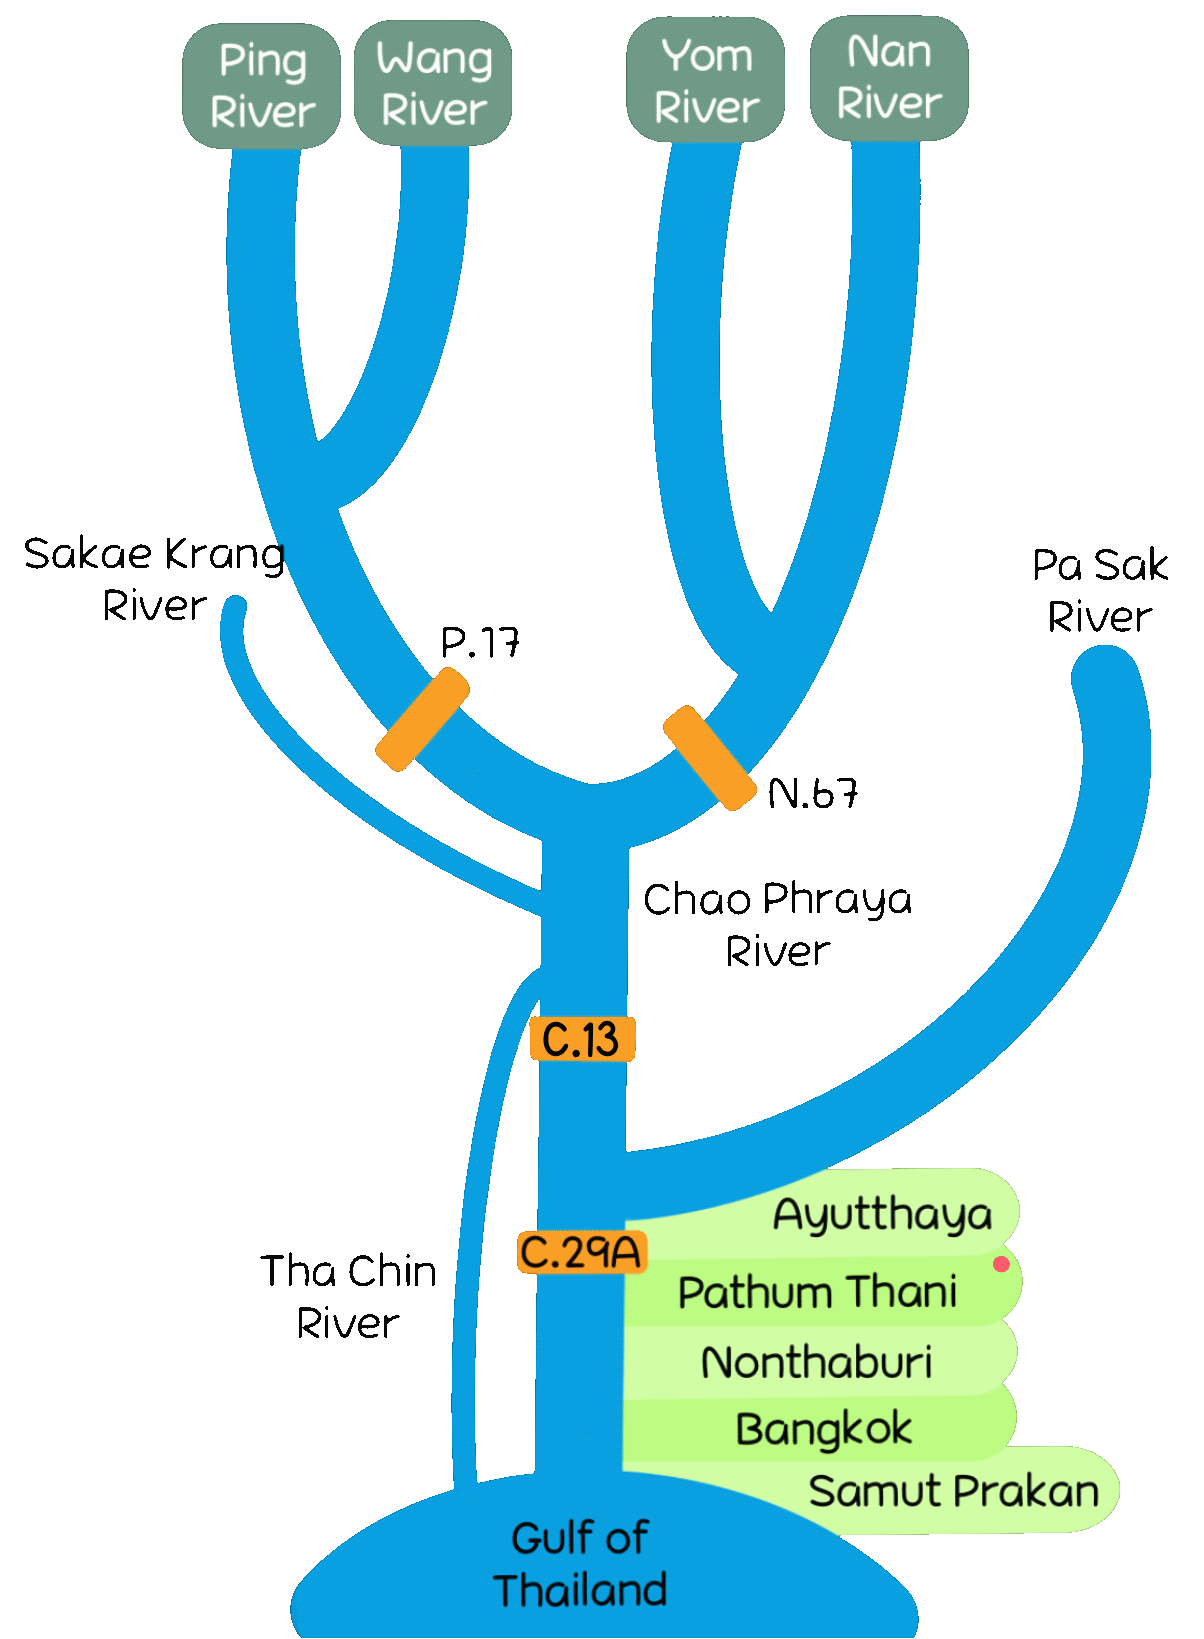 Ping
River
Wang
River
Yom
River
Nan
River
Sakae Krang
River
Pa Sak
River
P.17
N.67
Chao Phraya
River
C.13
Ayutthaya
C.29A
Tha Chin
River
Pathum Thani
Nonthaburi
Bangkok
Samut Prakan
Gulf of
Thailand